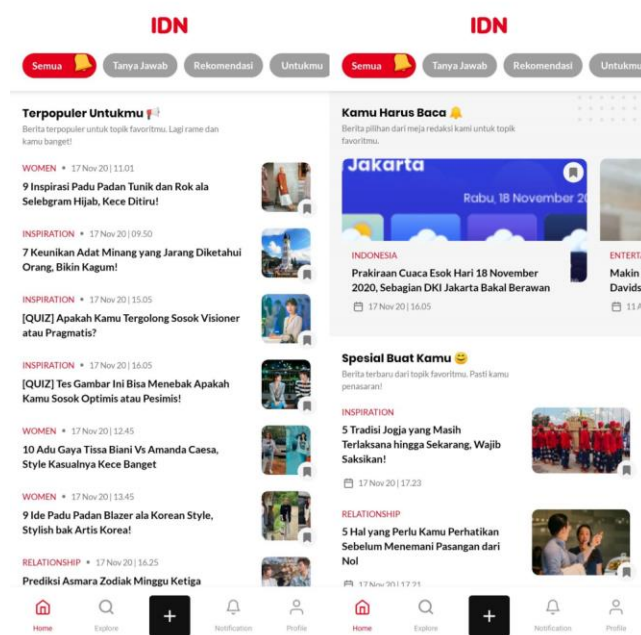 IDN
Semua
Tanya Jawab
Rekomendasi
Untukmu
Terpopuler Untukmu
Berita terpopuler untuk topik favoritmu. Lagi rame dan
kamu banget!
WOMEN • 17 Nov 20 | 11.01
9 Inspirasi Padu Padan Tunik dan Rok ala
Selebgram Hijab, Kece Ditiru!
INSPIRATION • 17 Nov 20 | 09.50
7 Keunikan Adat Minang yang Jarang Diketahui
Orang, Bikin Kagum!
INSPIRATION • 17 Nov 20 | 15.05
[QUIZ] Apakah Kamu Tergolong Sosok Visioner
atau Pragmatis?
INSPIRATION • 17 Nov 20 | 16.05
[QUIZ] Tes Gambar Ini Bisa Menebak Apakah
Kamu Sosok Optimis atau Pesimis!
WOMEN • 17 Nov 20 | 12.45
10 Adu Gaya Tissa Biani Vs Amanda Caesa,
Style Kasualnya Kece Banget
WOMEN • 17 Nov 20 | 13.45
9 Ide Padu Padan Blazer ala Korean Style,
Stylish bak Artis Korea!
RELATIONSHIP • 17 Nov 20 | 16.25
Prediksi Asmara Zodiak Minggu Ketiga
Home
Explore
+
Notification
Profile
IDN
Semua
Tanya Jawab
Rekomendasi
Untukmu
Kamu Harus Baca
Berita pilihan dari meja redaksi kami untuk topik
favoritmu.
Jakarta
Rabu, 18 November 20
INDONESIA
Prakiraan Cuaca Esok Hari 18 November
2020, Sebagian DKI Jakarta Bakal Berawan
17 Nov 20 | 16.05
ENTERTA
Makin
Davids
11 A
Spesial Buat Kamu
Berita terbaru dari topik favoritmu. Pasti kamu
penasaran!
INSPIRATION
5 Tradisi Jogja yang Masih
Terlaksana hingga Sekarang, Wajib
Saksikan!
17 Nov 20 | 17.23
RELATIONSHIP
5 Hal yang Perlu Kamu Perhatikan
Sebelum Menemani Pasangan dari
Nol
17 Nov 20 | 17.21
Home
Explore
+
Notification
Profile